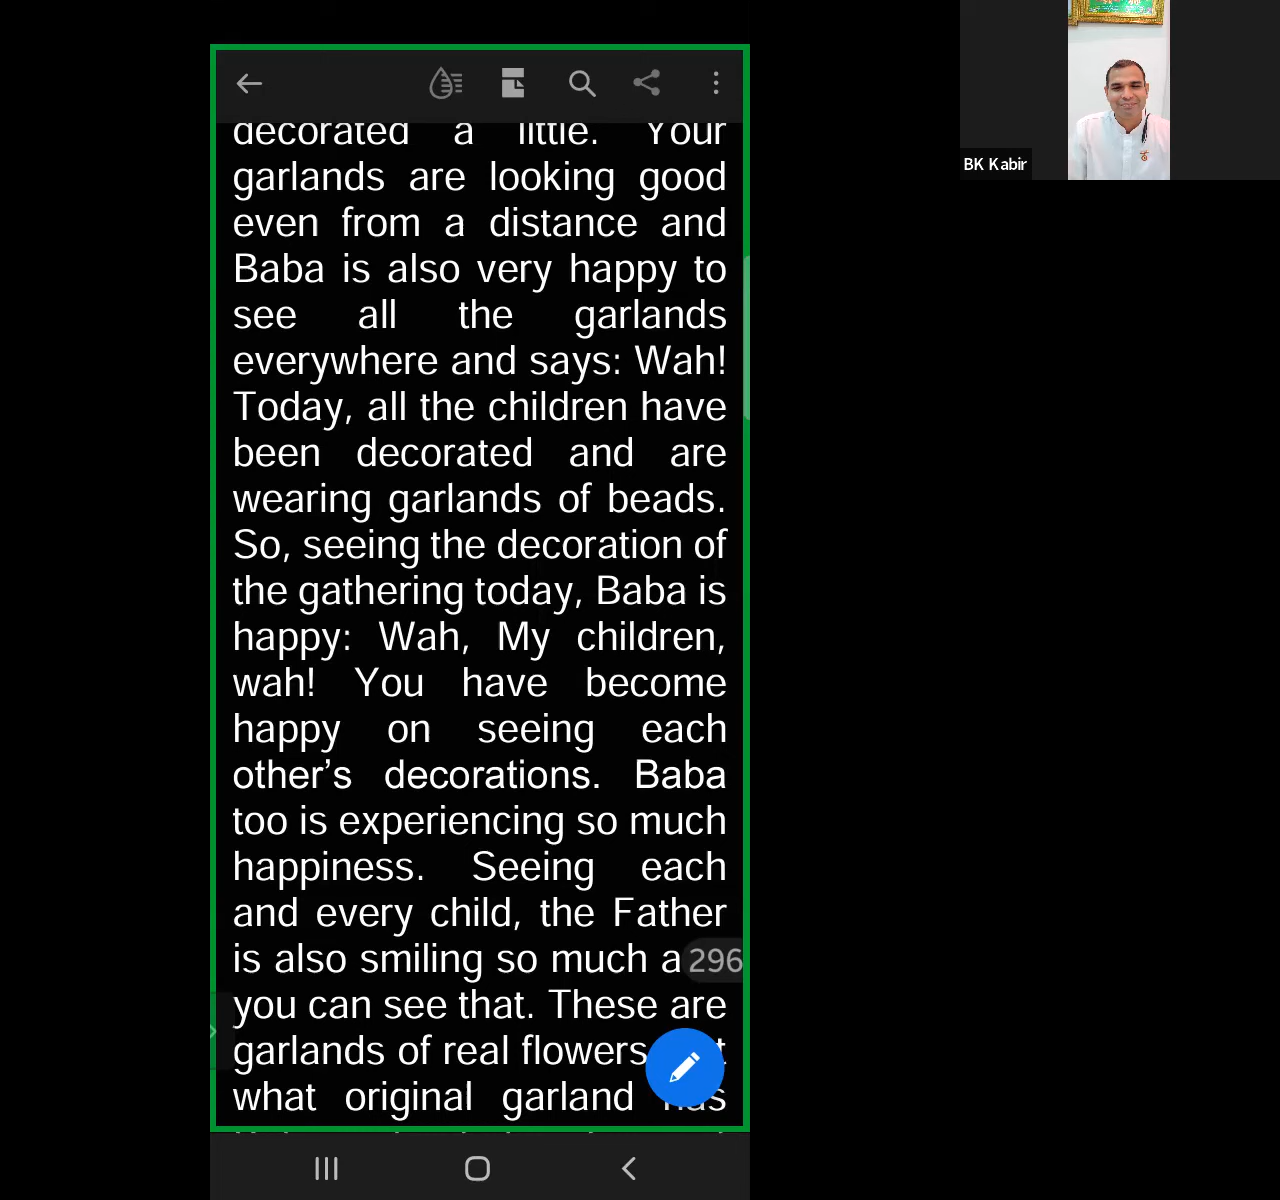 decorated a little. Your
garlands are looking good
even from a distance and
Baba is also very happy to
see all the garlands
everywhere and says: Wah!
Today, all the children have
been decorated and are
wearing garlands of beads.
So, seeing the decoration of
the gathering today, Baba is
happy: Wah, My children,
wah! You have become
happy on seeing each
other’s decorations. Baba
too is experiencing so much
happiness. Seeing each
and every child, the Father
is also smiling so much
296
you can see that. These are
garlands of real flowers
what original garland
BK Kabir